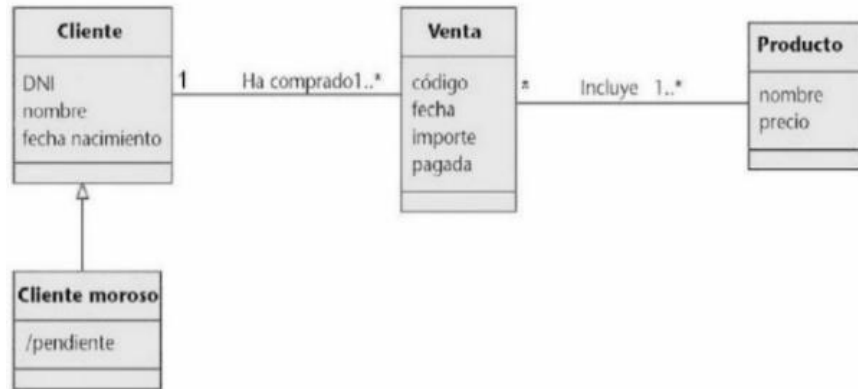 Cliente
DNI
nombre
fecha nacimiento
1
Ha comprado1..*
Venta
código
fecha
importe
pagada
*
Incluye 1..*
Producto
nombre
precio
Cliente moroso
/pendiente